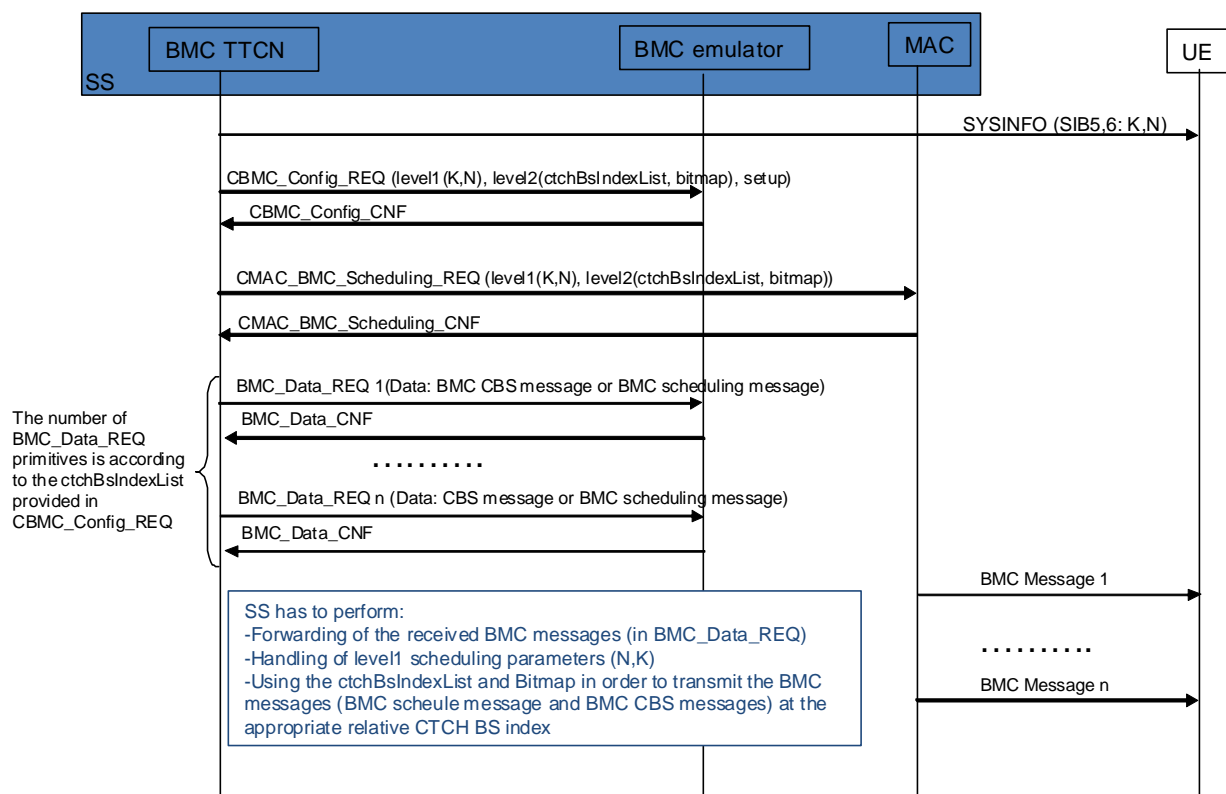 BMC TTCN
BMC emulator
MAC
UE
SS
SYSINFO (SIB5,6: K,N)
CBMC_Config_REQ (level1(K,N), level2(ctchBsIndexList, bitmap), setup)
CBMC_Config_CNF
CMAC_BMC_Scheduling_REQ (level1(K,N), level2(ctchBsIndexList, bitmap))
CMAC_BMC_Scheduling_CNF
BMC_Data_REQ 1(Data: BMC CBS message or BMC scheduling message)
BMC_Data_CNF
..........
BMC_Data_REQ n (Data: CBS message or BMC scheduling message)
BMC_Data_CNF
The number of
BMC_Data_REQ
primitives is according
to the ctchBsIndexList
provided in
CBMC_Config_REQ
BMC Message 1
..........
BMC Message n
SS has to perform:
-Forwarding of the received BMC messages (in BMC_Data_REQ)
-Handling of level1 scheduling parameters (N,K)
-Using the ctchBsIndexList and Bitmap in order to transmit the BMC
messages (BMC scheule message and BMC CBS messages) at the
appropriate relative CTCH BS index